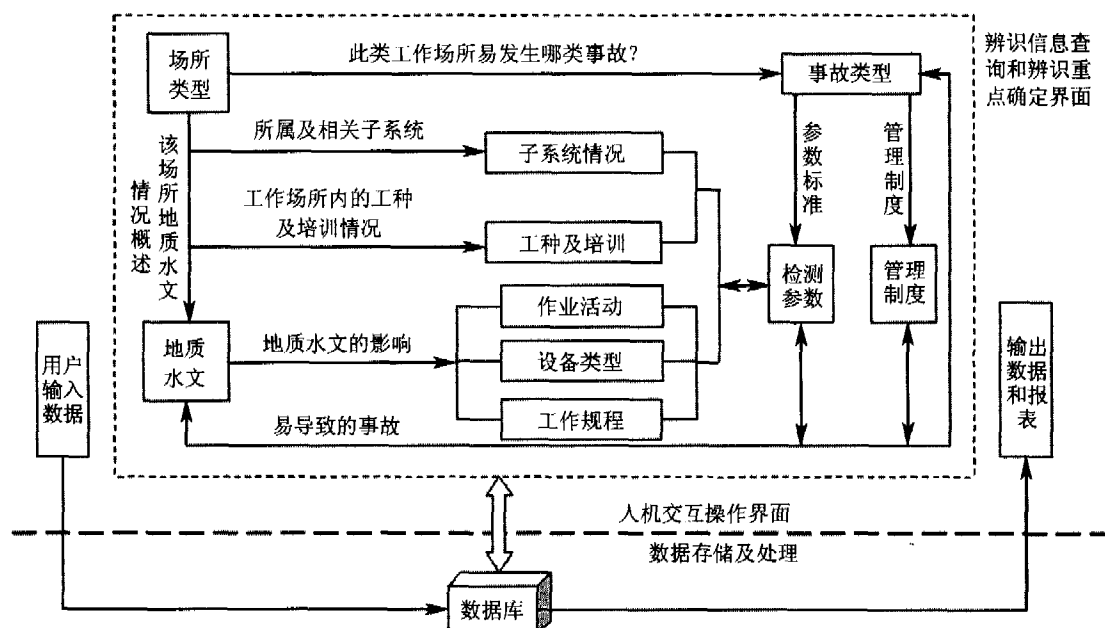 场所
类型
此类工作场所易发生哪类事故?
事故类型
辨识信息查
询和辨识重
点确定界面
所属及相关子系统
子系统情况
参数标准
管理制度
该场所地质水文
情况概述
工作场所内的工种
及培训情况
工种及培训
检测
参数
管理
制度
作业活动
地质
水文
地质水文的影响
设备类型
工作规程
易导致的事故
用户
输入
数据
输出
数据
和报
表
人机交互操作界面
数据存储及处理
数据库